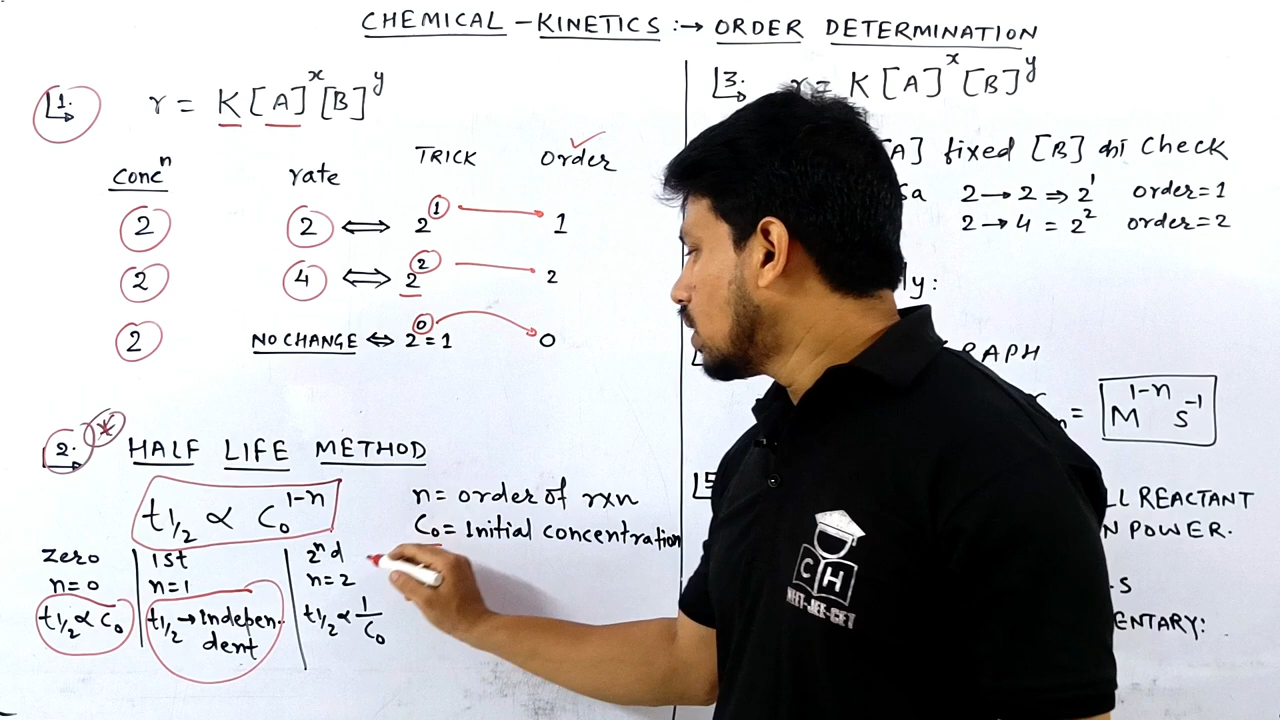 CHEMICAL - KINETICS :→ ORDER DETERMINATION
1.
r = K[A]^x[B]^y
concⁿ rate TRICK order
2 2 ⟺ 2^1 → 1
2 4 ⟺ 2^2 → 2
2 NO CHANGE ⟺ 2^0 = 1 → 0
2. HALF LIFE METHOD
t½ ∝ C₀^1-n
n = order of rxn
C₀ = Initial concentration
zero
n=0
t½ ∝ C₀
1st
n=1
t½ → Indepen-
dent
2ⁿd
n=2
t½ ∝ 1/C₀
3.
r = K[A]^x[B]^y
[A] fixed [B] का Check
2 → 2 ⇒ 2^1 order=1
2 → 4 = 2^2 order=2
ly:
RAPH
= M^1-n s^-1
REACTANT
N POWER.
ENTARY:
CH
NEET-JEE-CET